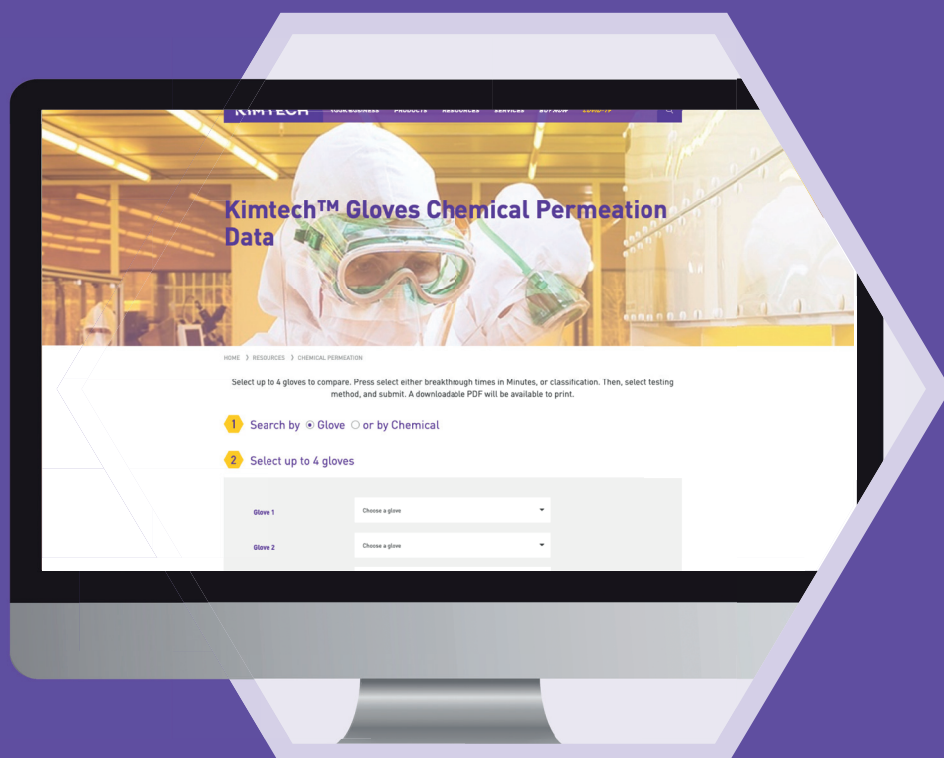 KIMTECH YOUR BUSINESS PRODUCTS RESOURCES SERVICES BUY NOW COVID-19
Kimtech™ Gloves Chemical Permeation
Data
HOME > RESOURCES > CHEMICAL PERMEATION
Select up to 4 gloves to compare. Press select either breakthrough times in Minutes, or classification. Then, select testing
method, and submit. A downloadable PDF will be available to print.
1 Search by Glove or by Chemical
2 Select up to 4 gloves
Glove 1 Choose a glove
Glove 2 Choose a glove